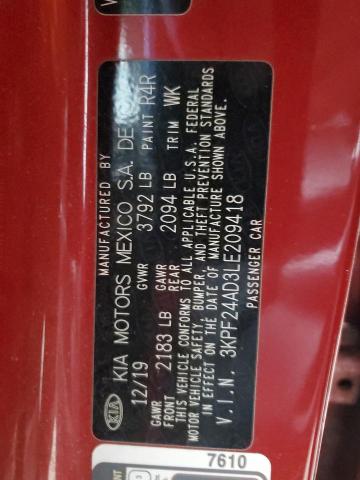 MANUFACTURED BY
KIA KIA MOTORS MEXICO S.A. DE
12/19 GVWR 3792 LB PAINT R4R
GAWR FRONT 2183 LB GAWR REAR 2094 LB TRIM WK
THIS VEHICLE CONFORMS TO ALL APPLICABLE U.S.A. FEDERAL
MOTOR VEHICLE SAFETY, BUMPER, AND THEFT PREVENTION STANDARDS
IN EFFECT ON THE DATE OF MANUFACTURE SHOWN ABOVE.
V.I.N. 3KPF24AD3LE209418
PASSENGER CAR
7610